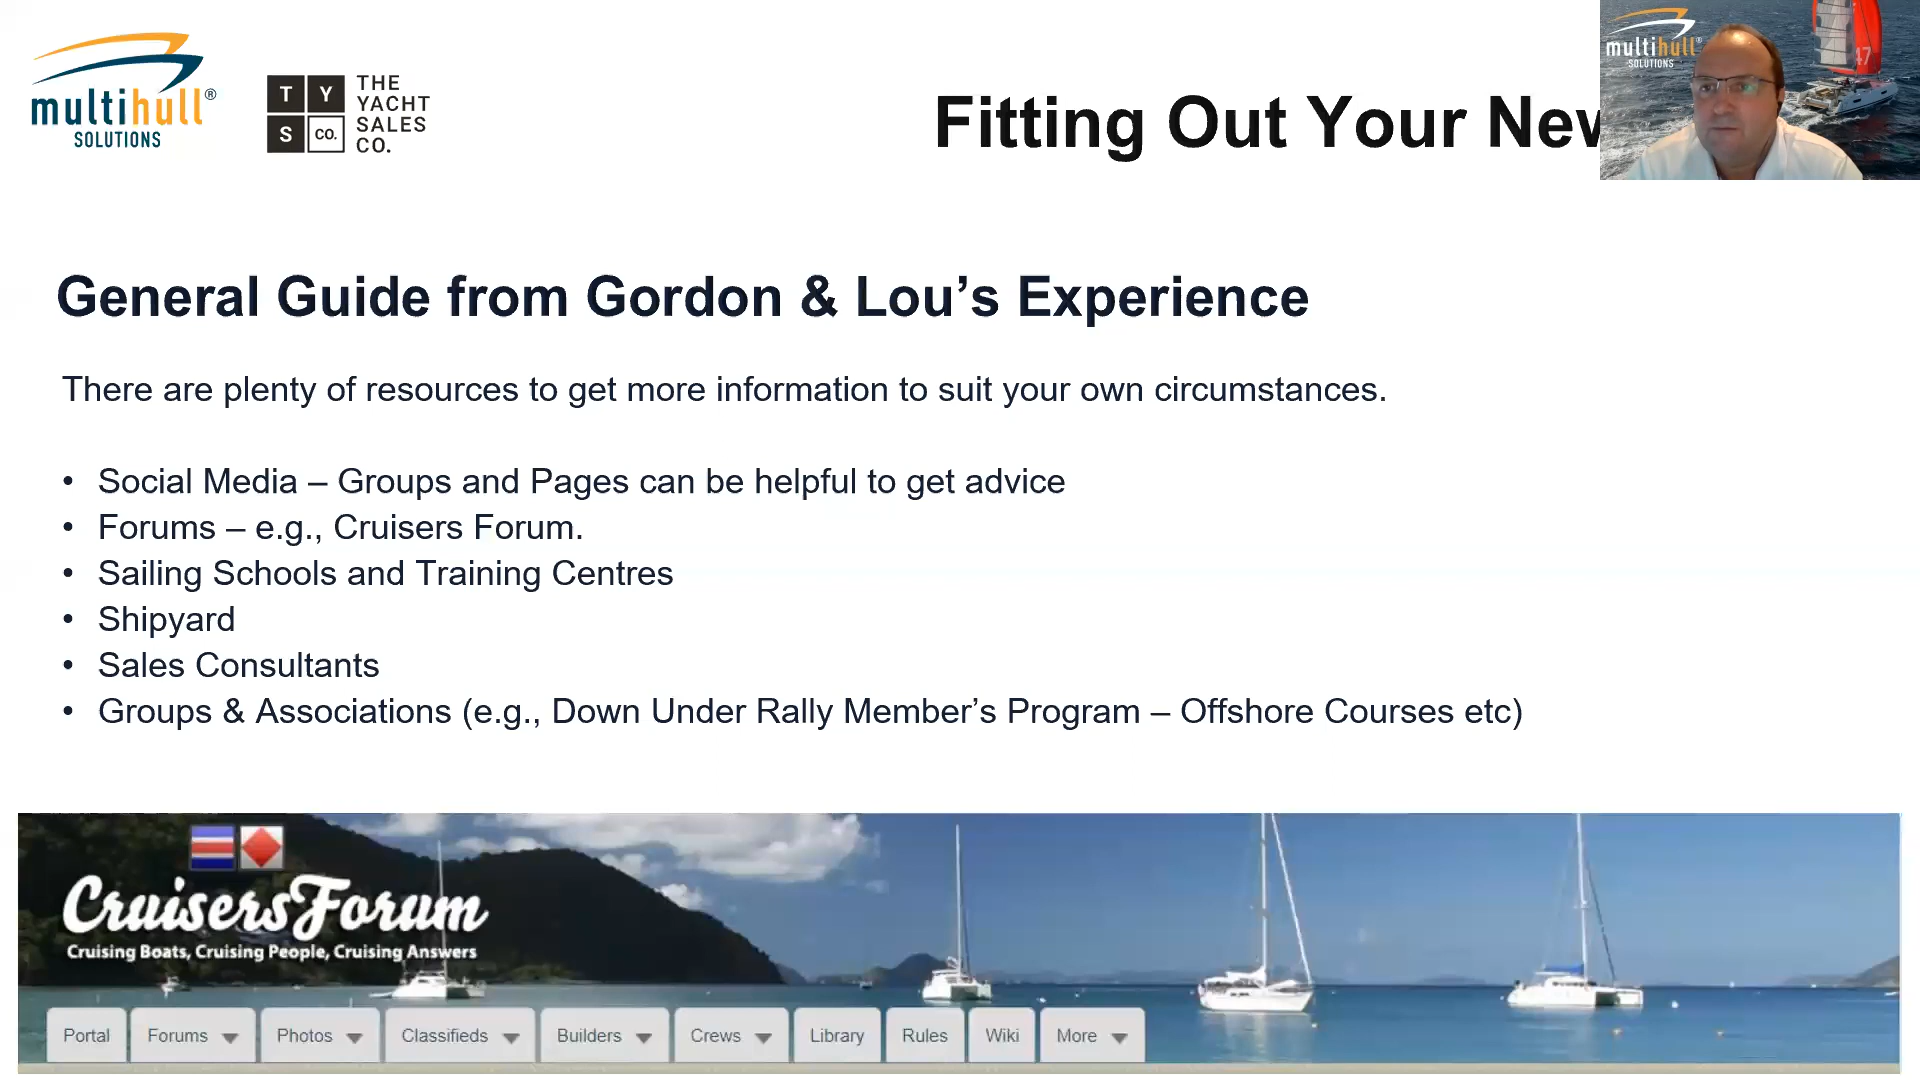 multihull®
SOLUTIONS
T Y
S CO.
THE
YACHT
SALES
CO.
Fitting Out Your
multihull®
SOLUTIONS
47
General Guide from Gordon & Lou’s Experience
There are plenty of resources to get more information to suit your own circumstances.
• Social Media – Groups and Pages can be helpful to get advice
• Forums – e.g., Cruisers Forum.
• Sailing Schools and Training Centres
• Shipyard
• Sales Consultants
• Groups & Associations (e.g., Down Under Rally Member’s Program – Offshore Courses etc)
CruisersForum
Cruising Boats, Cruising People, Cruising Answers
Portal Forums Photos Classifieds Builders Crews Library Rules Wiki More